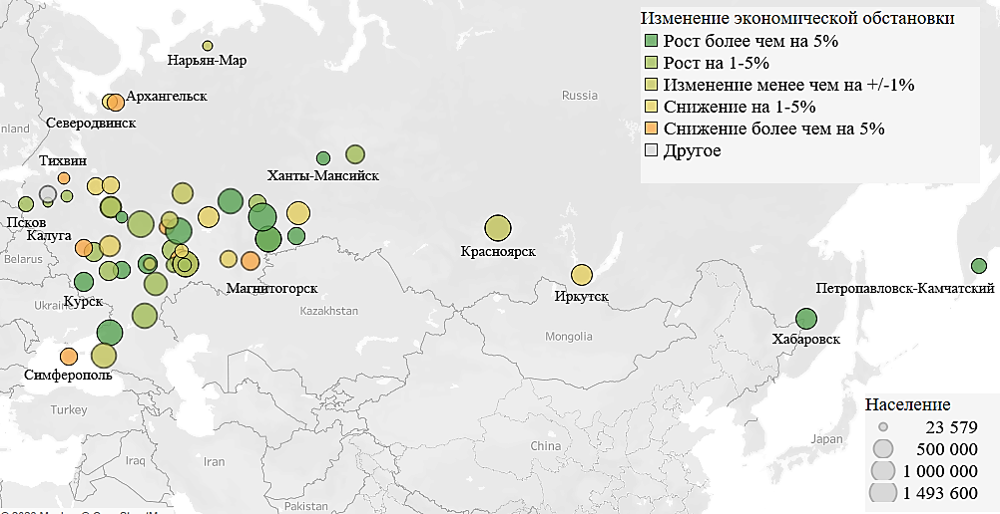 Изменение экономической обстановки
Рост более чем на 5%
Рост на 1-5%
Изменение менее чем на +/-1%
Снижение на 1-5%
Снижение более чем на 5%
Другое
Нарьян-Мар
Архангельск
Северодвинск
Russia
nland
Тихвин
Ханты-Мансийск
Псков
Калуга
Belarus
Красноярск
Магнитогорск
Иркутск
Петропавловск-Камчатский
Курск
Ukraine
Kazakhstan
Mongolia
Хабаровск
Симферополь
Turkey
Население
23 579
500 000
1 000 000
1 493 600
China
Japan
Iraq
Iran
Pakistan